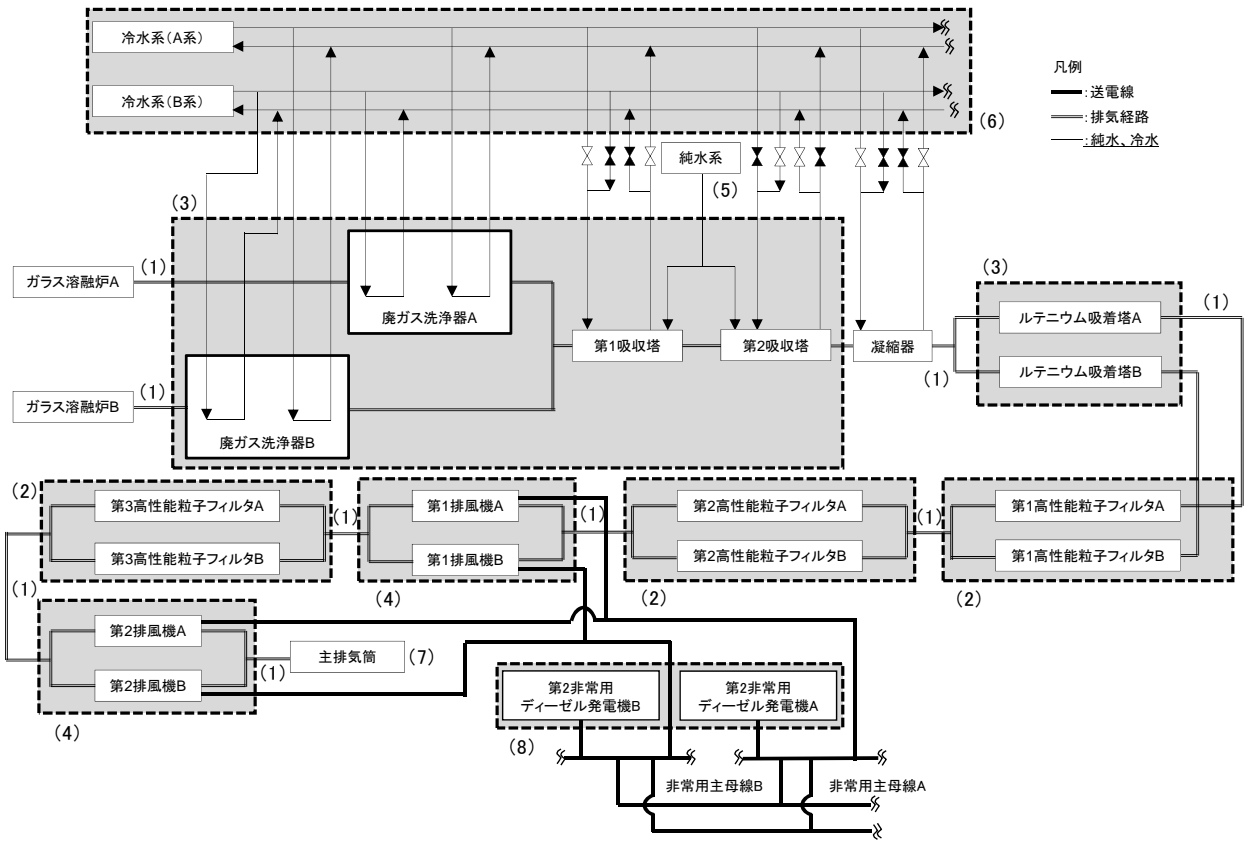 冷水系(A系)
冷水系(B系)
(6)
凡例
:送電線
:排気経路
:純水、冷水
純水系
(5)
(3)
ガラス溶融炉A
(1)
廃ガス洗浄器A
第1吸収塔
第2吸収塔
凝縮器
(1)
(3)
ルテニウム吸着塔A
(1)
ルテニウム吸着塔B
ガラス溶融炉B
(1)
廃ガス洗浄器B
(2)
第3高性能粒子フィルタA
第3高性能粒子フィルタB
(1)
第1排風機A
第1排風機B
(1)
(4)
第2高性能粒子フィルタA
第2高性能粒子フィルタB
(2)
(1)
第1高性能粒子フィルタA
第1高性能粒子フィルタB
(2)
(1)
第2排風機A
第2排風機B
(1)
(4)
主排気筒
(7)
第2非常用
ディーゼル発電機B
第2非常用
ディーゼル発電機A
(8)
非常用主母線B
非常用主母線A